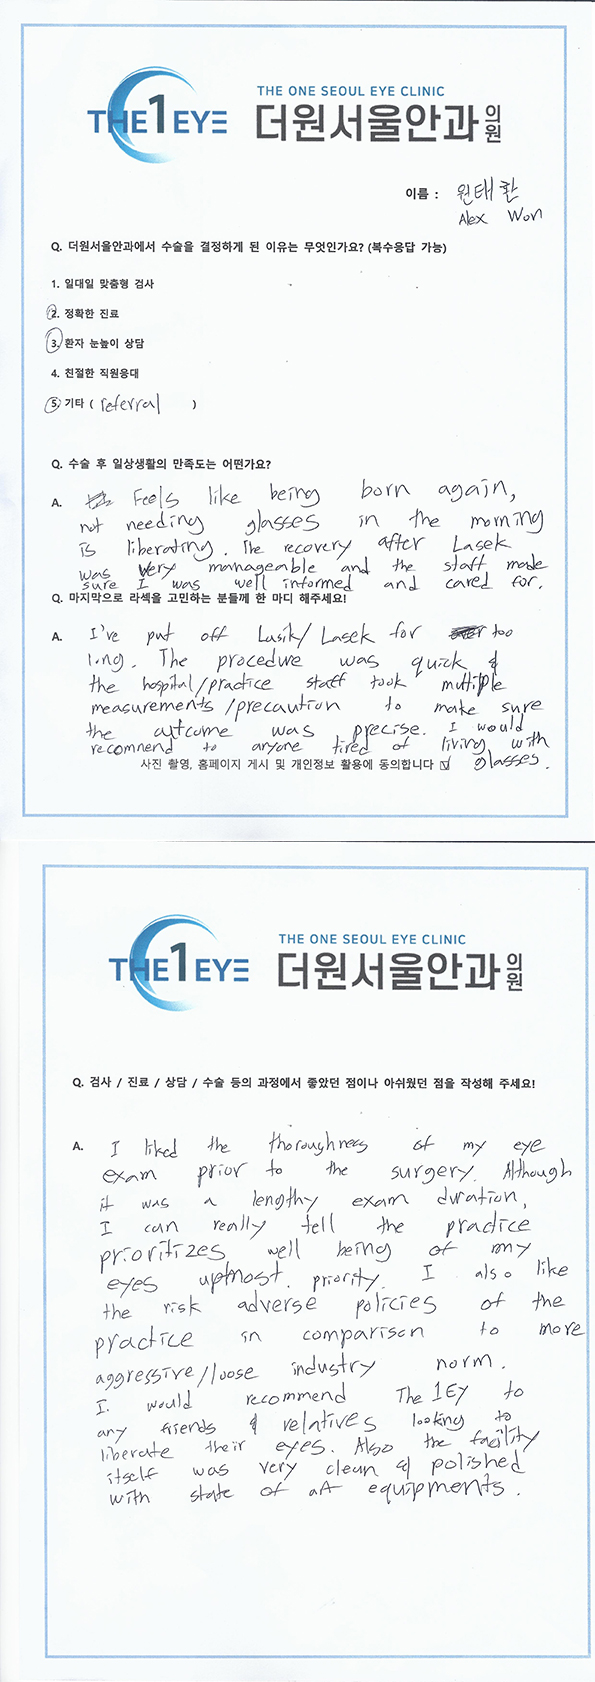 THE 1 EYE
THE ONE SEOUL EYE CLINIC
더원서울안과의원
이름 : 원태환
Alex Won
Q. 더원서울안과에서 수술을 결정하게 된 이유는 무엇인가요? (복수응답 가능)
1. 일대일 맞춤형 검사
2. 정확한 진료
3. 환자 눈높이 상담
4. 친절한 직원응대
5. 기타 ( referral )
Q. 수술 후 일상생활의 만족도는 어떤가요?
A. Feels like being born again,
not needing glasses in the morning
is liberating. The recovery after Lasek
was very manageable and the staff made
sure I was well informed and cared for.
Q. 마지막으로 라섹을 고민하는 분들께 한 마디 해주세요!
A. I've put off Lasik/Lasek for too
long. The procedure was quick &
the hospital/practice staff took multiple
measurements/precaution to make sure
the outcome was precise. I would
recommend to anyone tired of living with
glasses.
사진 촬영, 홈페이지 게시 및 개인정보 활용에 동의합니다 ☑
THE 1 EYE
THE ONE SEOUL EYE CLINIC
더원서울안과의원
Q. 검사 / 진료 / 상담 / 수술 등의 과정에서 좋았던 점이나 아쉬웠던 점을 작성해 주세요!
A. I liked the thoroughness of my eye
exam prior to the surgery. Although
it was a lengthy exam duration,
I can really tell the practice
prioritizes well being of my
eyes upmost priority. I also like
the risk adverse policies of the
practice in comparison to more
aggressive/loose industry norm.
I would recommend The 1EY to
any friends & relatives looking to
liberate their eyes. Also the facility
itself was very clean & polished
with state of art equipments.